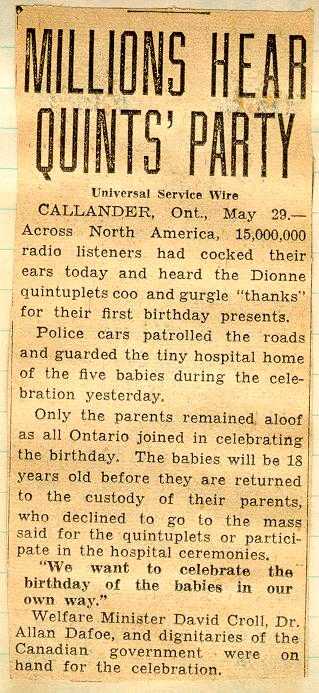 MILLIONS HEAR
QUINTS' PARTY
Universal Service Wire
CALLANDER, Ont., May 29.—
Across North America, 15,000,000
radio listeners had cocked their
ears today and heard the Dionne
quintuplets coo and gurgle "thanks"
for their first birthday presents.
Police cars patrolled the roads
and guarded the tiny hospital home
of the five babies during the cele-
bration yesterday.
Only the parents remained aloof
as all Ontario joined in celebrating
the birthday. The babies will be 18
years old before they are returned
to the custody of their parents,
who declined to go to the mass
said for the quintuplets or partici-
pate in the hospital ceremonies.
"We want to celebrate the
birthday of the babies in our
own way."
Welfare Minister David Croll, Dr.
Allan Dafoe, and dignitaries of the
Canadian government were on
hand for the celebration.